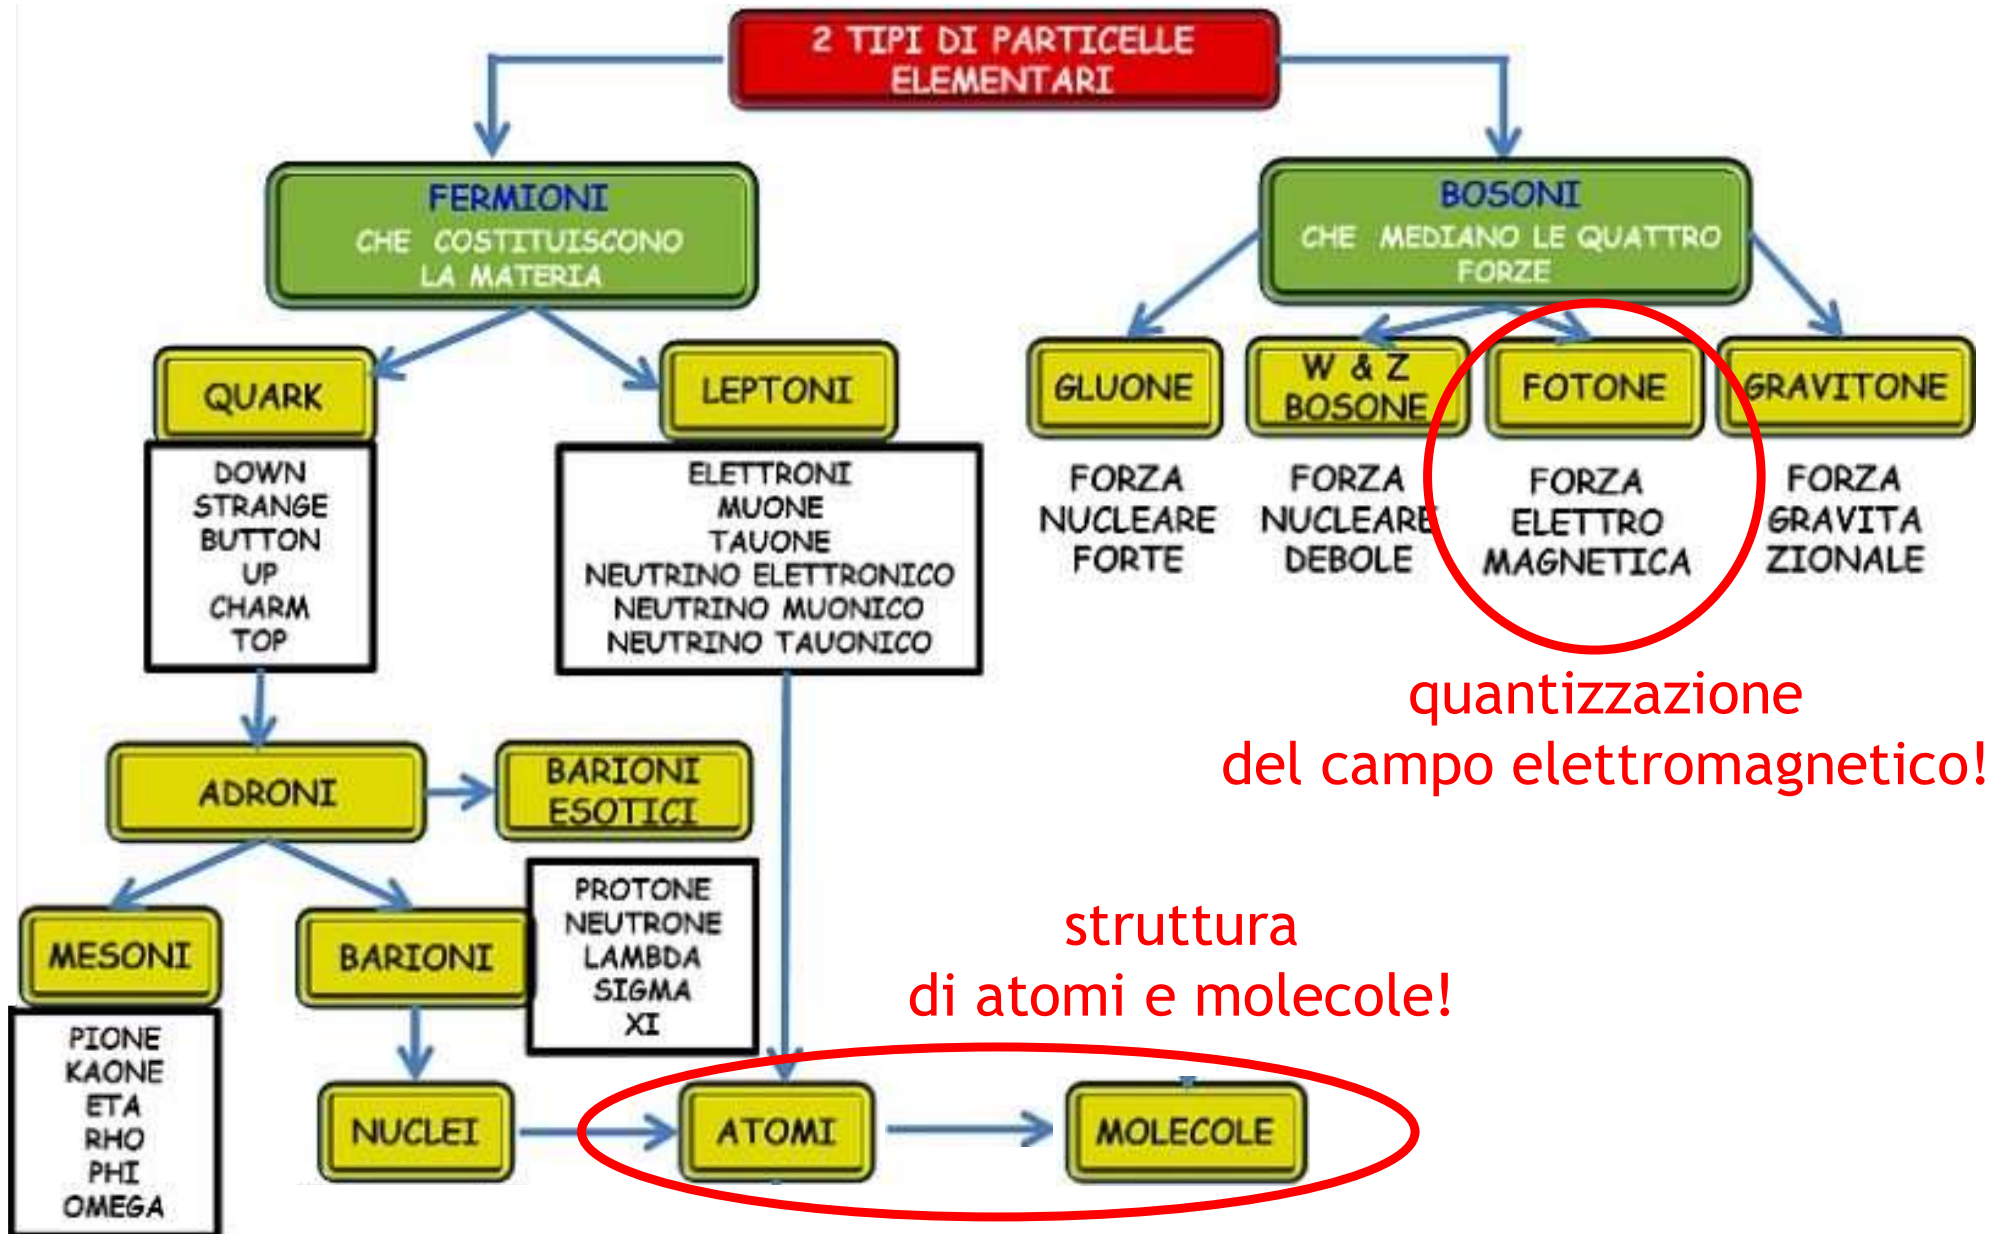 2 TIPI DI PARTICELLE
ELEMENTARI
FERMIONI
CHE COSTITUISCONO
LA MATERIA
BOSONI
CHE MEDIANO LE QUATTRO
FORZE
QUARK
DOWN
STRANGE
BUTTON
UP
CHARM
TOP
LEPTONI
ELETTRONI
MUONE
TAUONE
NEUTRINO ELETTRONICO
NEUTRINO MUONICO
NEUTRINO TAUONICO
GLUONE
FORZA
NUCLEARE
FORTE
W & Z
BOSONE
FORZA
NUCLEARE
DEBOLE
FOTONE
FORZA
ELETTRO
MAGNETICA
GRAVITONE
FORZA
GRAVITA
ZIONALE
quantizzazione
del campo elettromagnetico!
ADRONI
BARIONI
ESOTICI
MESONI
PIONE
KAONE
ETA
RHO
PHI
OMEGA
BARIONI
PROTONE
NEUTRONE
LAMBDA
SIGMA
XI
struttura
di atomi e molecole!
NUCLEI
ATOMI
MOLECOLE